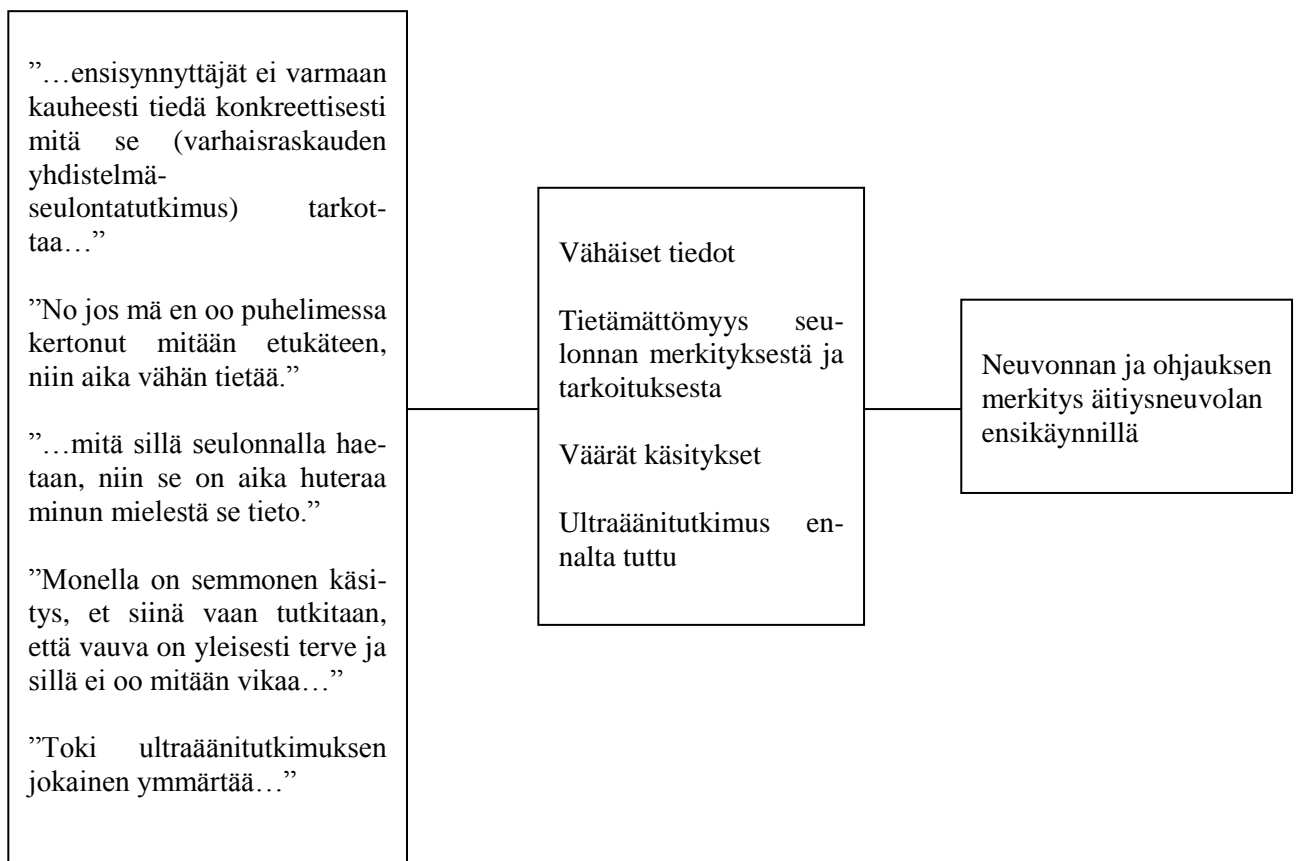 ”…ensisynnyttäjät ei varmaan
kauheesti tiedä konkreettisesti
mitä se (varhaisraskauden
yhdistelmä-
seulontatutkimus) tarkot-
taa…”
”No jos mä en oo puhelimessa
kertonut mitään etukäteen,
niin aika vähän tietää.”
”…mitä sillä seulonnalla hae-
taan, niin se on aika huteraa
minun mielestä se tieto.”
”Monella on semmonen käsi-
tys, et siinä vaan tutkitaan,
että vauva on yleisesti terve ja
sillä ei oo mitään vikaa…”
”Toki ultraäänitutkimuksen
jokainen ymmärtää…”
Vähäiset tiedot
Tietämättömyys seu-
lonnan merkityksestä ja
tarkoituksesta
Väärät käsitykset
Ultraäänitutkimus en-
nalta tuttu
Neuvonnan ja ohjauksen
merkitys äitiysneuvolan
ensikäynnillä